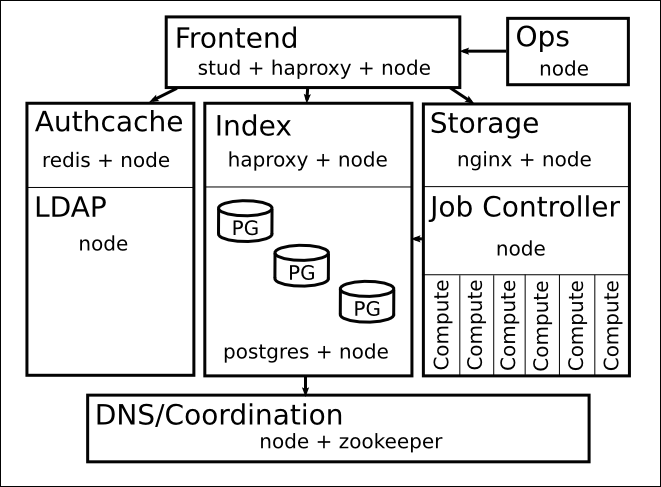 Frontend
stud + haproxy + node
Ops
node
Authcache
redis + node
LDAP
node
Index
haproxy + node
PG
PG
PG
postgres + node
Storage
nginx + node
Job Controller
node
Compute
Compute
Compute
Compute
Compute
Compute
DNS/Coordination
node + zookeeper